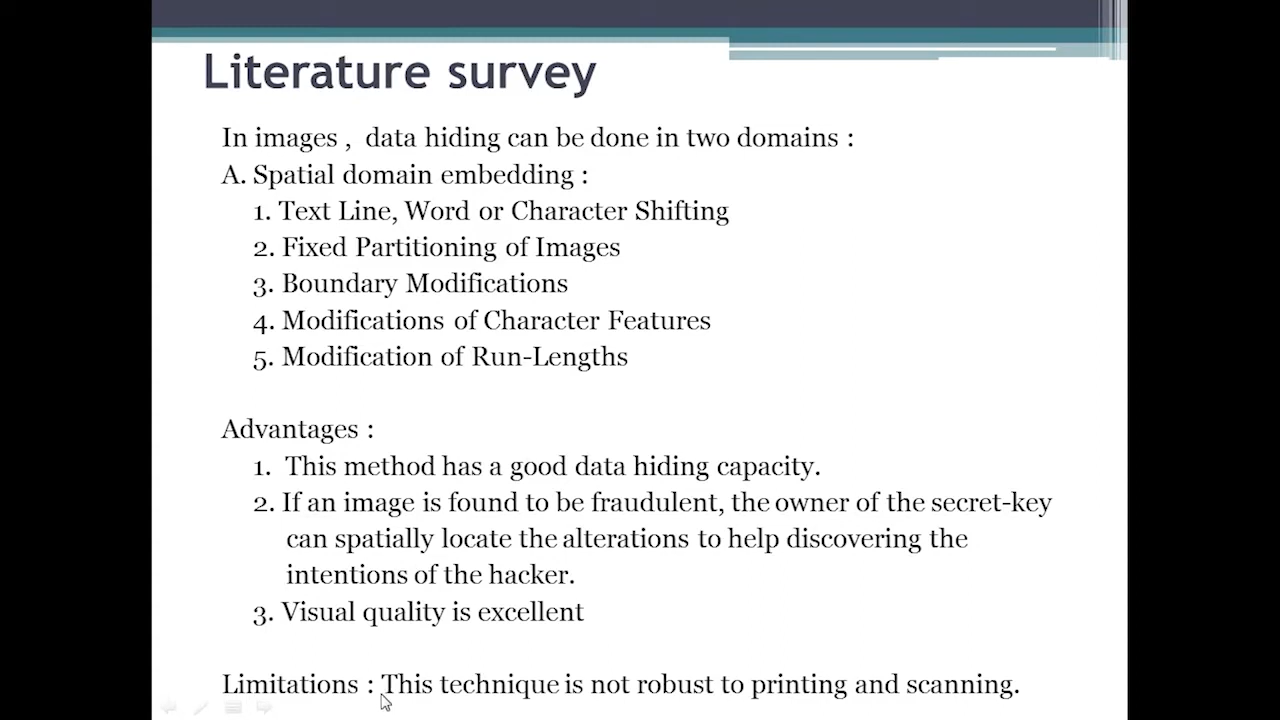 Literature survey
In images , data hiding can be done in two domains :
A. Spatial domain embedding :
1. Text Line, Word or Character Shifting
2. Fixed Partitioning of Images
3. Boundary Modifications
4. Modifications of Character Features
5. Modification of Run-Lengths
Advantages :
1. This method has a good data hiding capacity.
2. If an image is found to be fraudulent, the owner of the secret-key
can spatially locate the alterations to help discovering the
intentions of the hacker.
3. Visual quality is excellent
Limitations : This technique is not robust to printing and scanning.